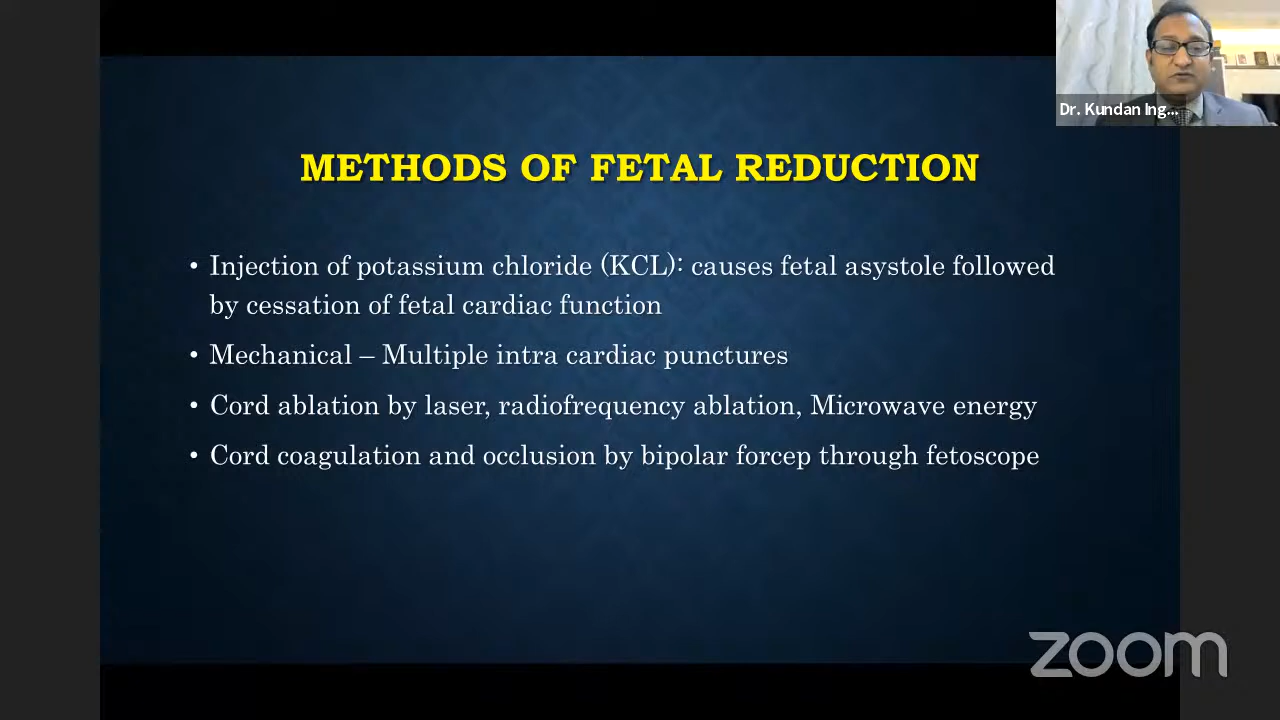 Dr. Kundan Ing...
METHODS OF FETAL REDUCTION
• Injection of potassium chloride (KCL): causes fetal asystole followed
by cessation of fetal cardiac function
• Mechanical – Multiple intra cardiac punctures
• Cord ablation by laser, radiofrequency ablation, Microwave energy
• Cord coagulation and occlusion by bipolar forcep through fetoscope
zoom